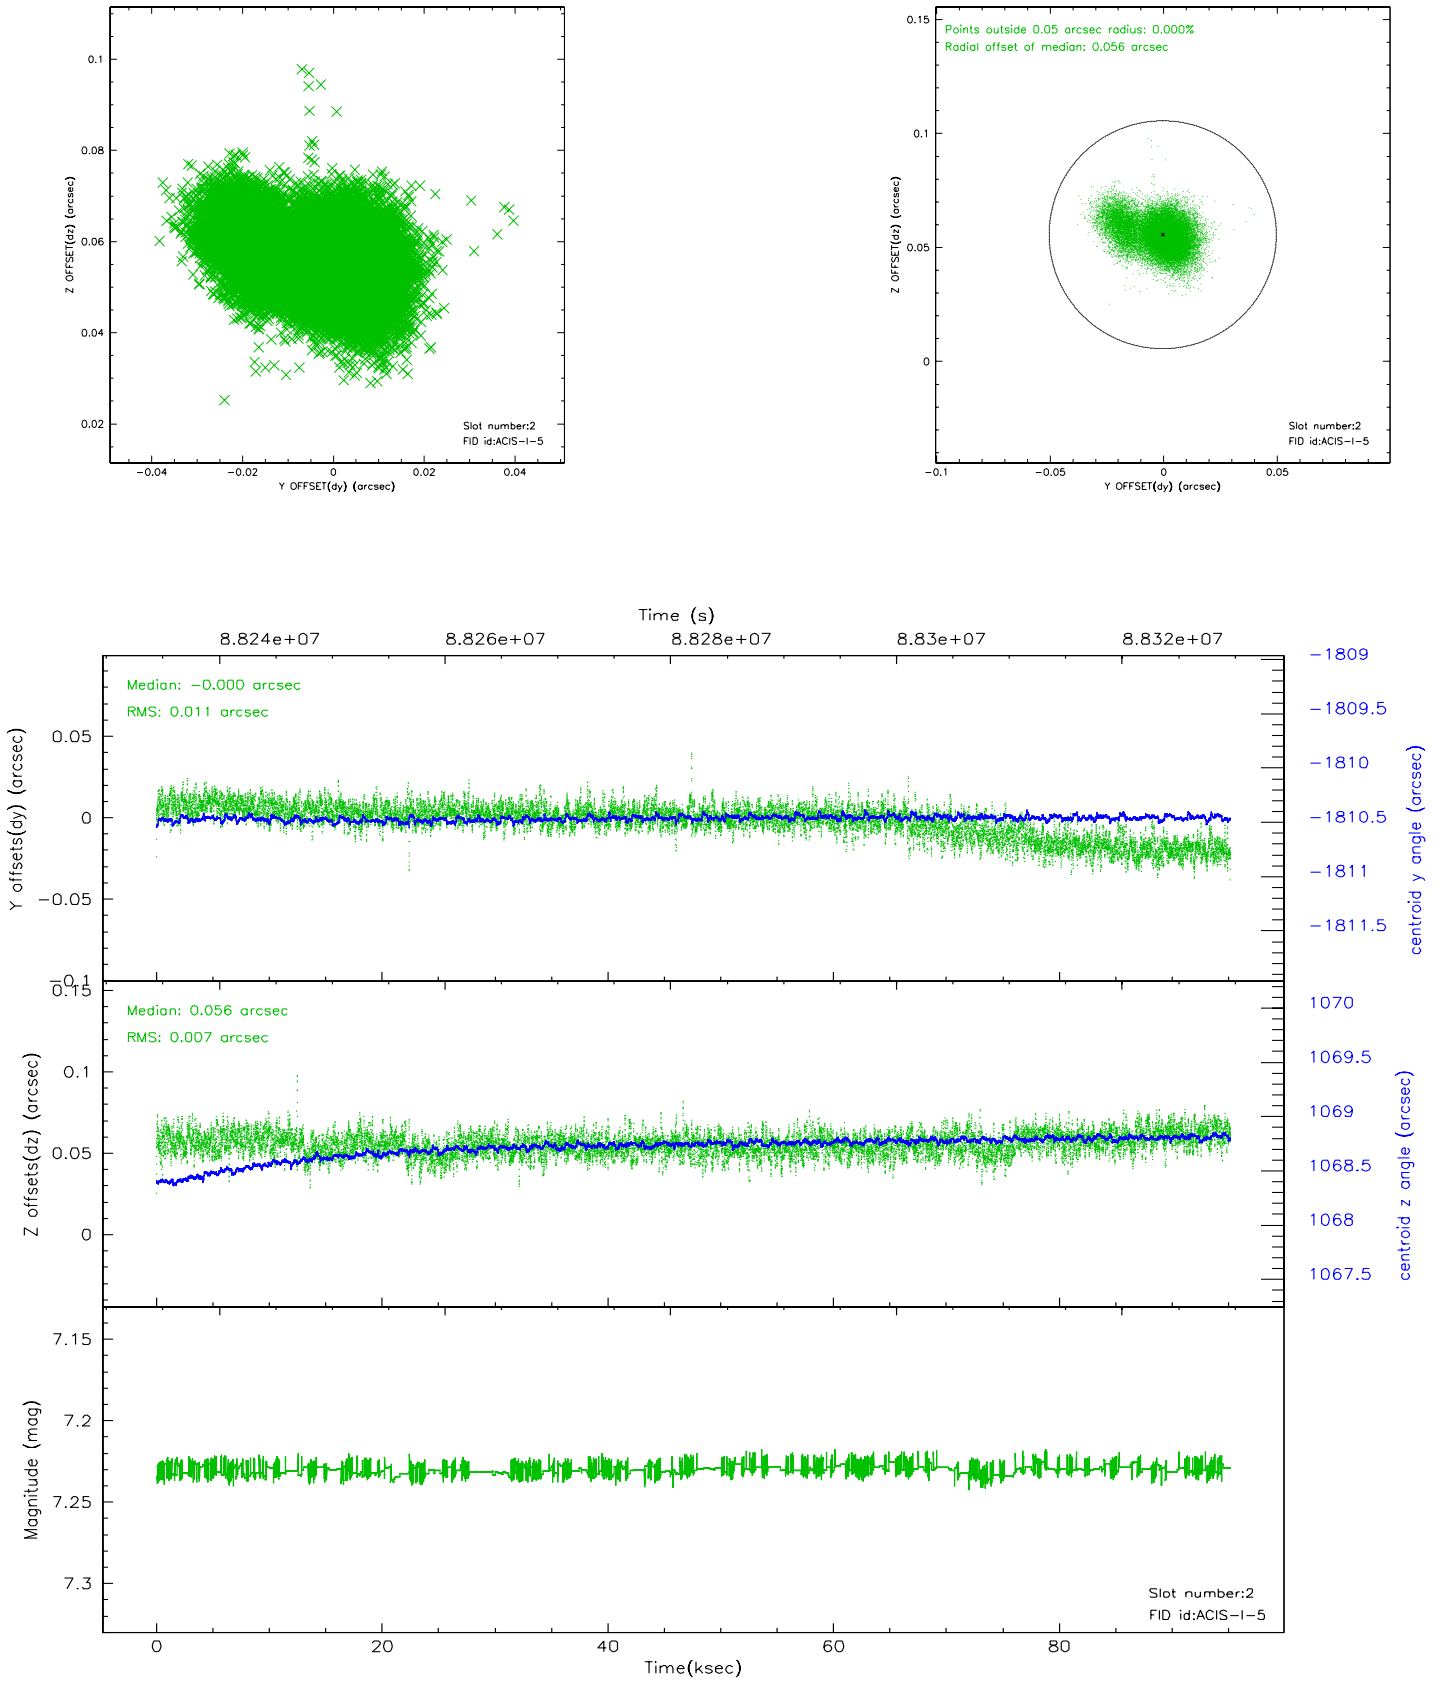 0.1
0.08
0.06
0.04
0.02
Z OFFSET(dz) (arcsec)
Slot number:2
FID id:ACIS-I-5
-0.04 -0.02 0 0.02 0.04
Y OFFSET(dy) (arcsec)
Points outside 0.05 arcsec radius: 0.000%
Radial offset of median: 0.056 arcsec
0.15
0.1
0.05
0
Z OFFSET(dz) (arcsec)
Slot number:2
FID id:ACIS-I-5
-0.1 -0.05 0 0.05
Y OFFSET(dy) (arcsec)
Time (s)
8.824e+07 8.826e+07 8.828e+07 8.83e+07 8.832e+07
Median: -0.000 arcsec
RMS: 0.011 arcsec
0.05
0
-0.05
-0.1
Y offsets(dy) (arcsec)
-1809
-1809.5
-1810
-1810.5
-1811
-1811.5
centroid y angle (arcsec)
Median: 0.056 arcsec
RMS: 0.007 arcsec
0.15
0.1
0.05
0
Z offsets(dz) (arcsec)
1070
1069.5
1069
1068.5
1068
1067.5
centroid z angle (arcsec)
7.15
7.2
7.25
7.3
Magnitude (mag)
Slot number:2
FID id:ACIS-I-5
0 20 40 60 80
Time(ksec)